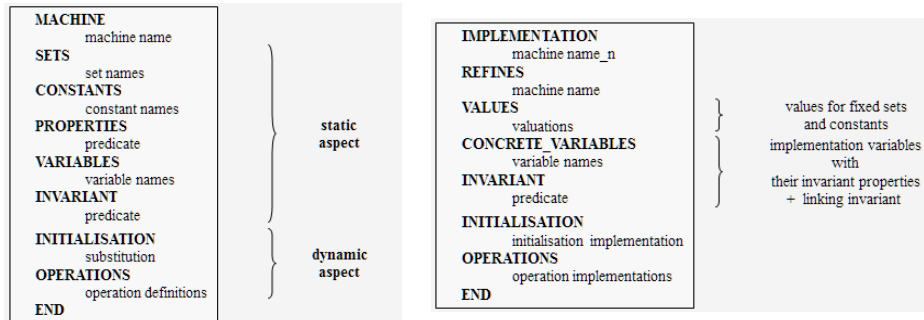 MACHINE
machine name
SETS
set names
CONSTANTS
constant names
PROPERTIES
predicate
VARIABLES
variable names
INVARIANT
predicate
INITIALISATION
substitution
OPERATIONS
operation definitions
END
static
aspect
dynamic
aspect
IMPLEMENTATION
machine name_n
REFINES
machine name
VALUES
valuations
CONCRETE_VARIABLES
variable names
INVARIANT
predicate
INITIALISATION
initialisation implementation
OPERATIONS
operation implementations
END
values for fixed sets
and constants
implementation variables
with
their invariant properties
+ linking invariant